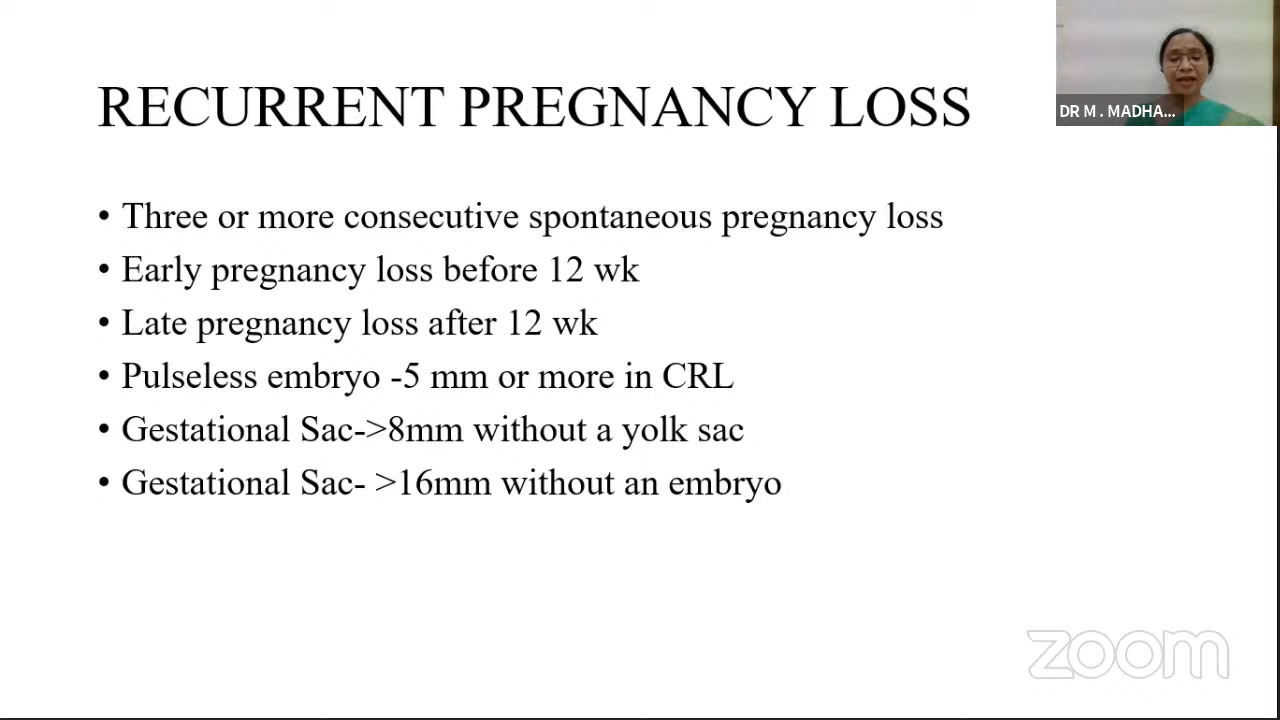 RECURRENT PREGNANCY LOSS
DR M . MADHA...
• Three or more consecutive spontaneous pregnancy loss
• Early pregnancy loss before 12 wk
• Late pregnancy loss after 12 wk
• Pulseless embryo -5 mm or more in CRL
• Gestational Sac->8mm without a yolk sac
• Gestational Sac- >16mm without an embryo
zoom